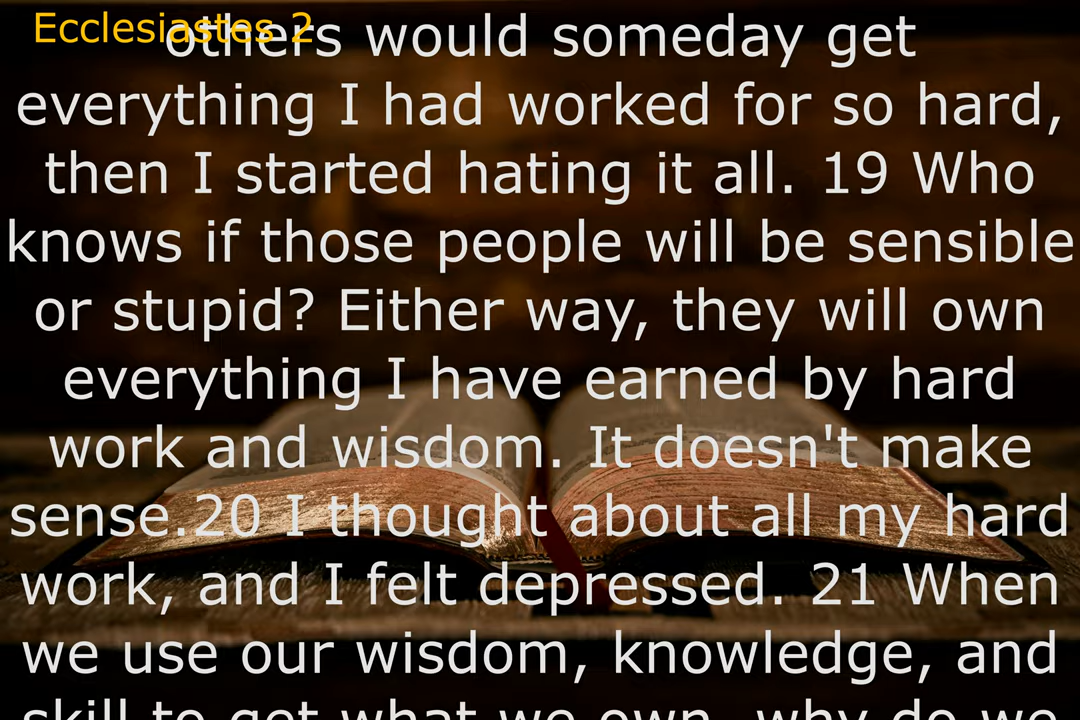 Ecclesiastes 2
others would someday get
everything I had worked for so hard,
then I started hating it all. 19 Who
knows if those people will be sensible
or stupid? Either way, they will own
everything I have earned by hard
work and wisdom. It doesn't make
sense.20 I thought about all my hard
work, and I felt depressed. 21 When
we use our wisdom, knowledge, and
skill to get what we own, why do we